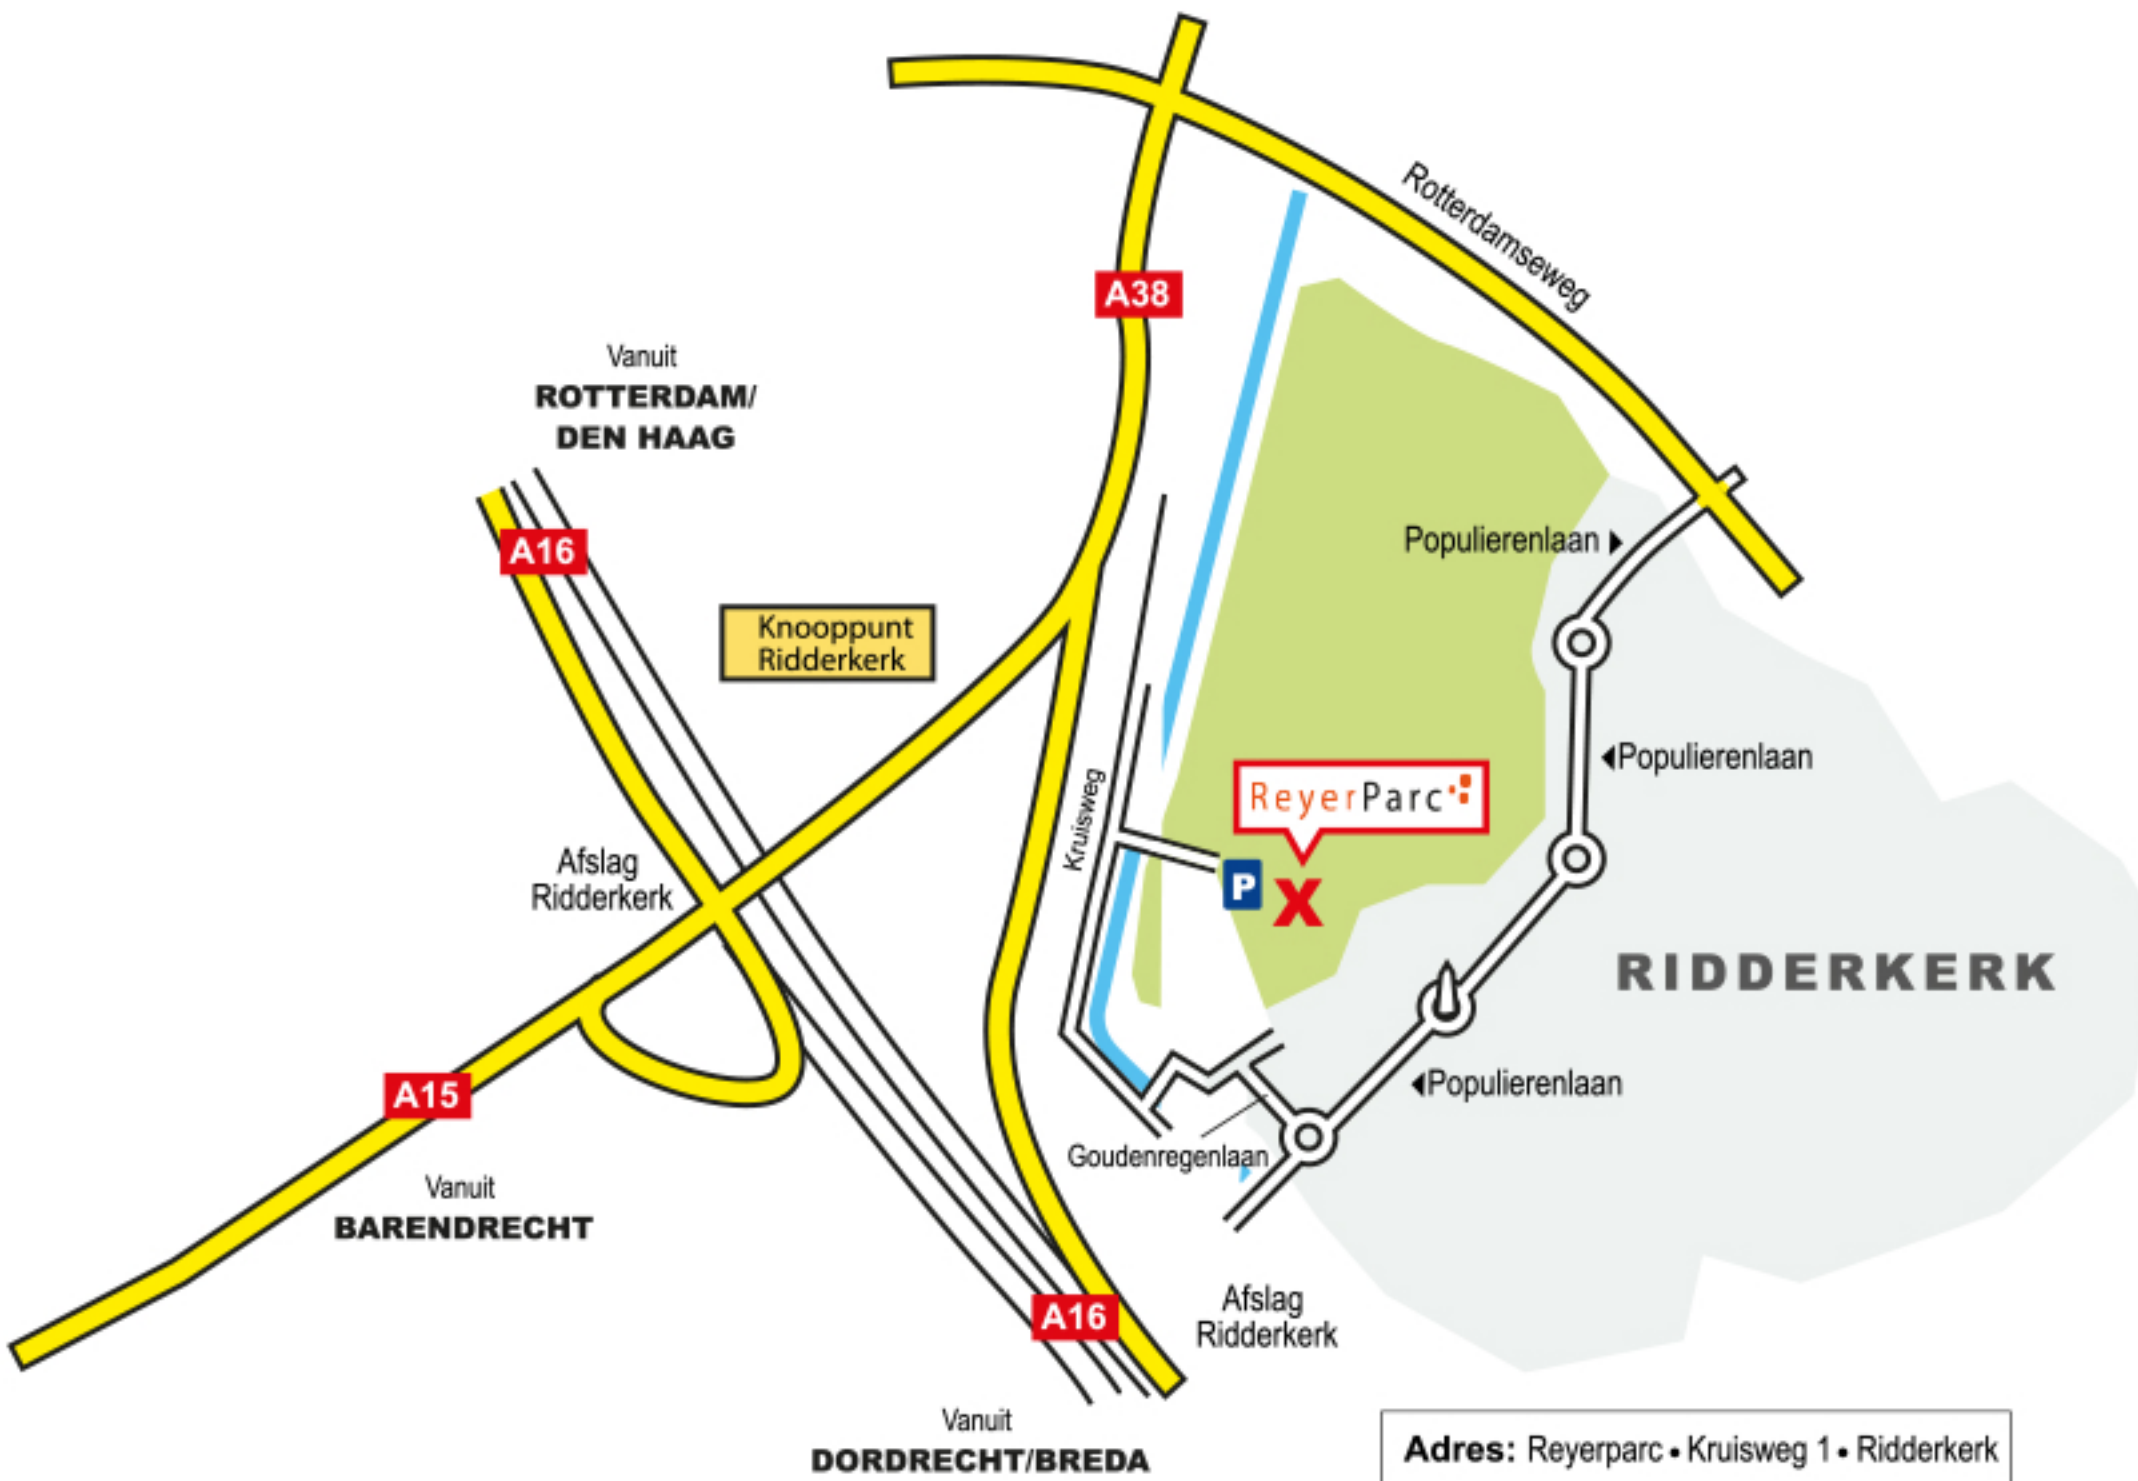 Rotterdamseweg
A38
Vanuit
ROTTERDAM/
DEN HAAG
A16
Populierenlaan
Knooppunt
Ridderkerk
Populierenlaan
ReyerParc
Kruisweg
P
X
Afslag
Ridderkerk
RIDDERKERK
A15
Populierenlaan
Goudenregenlaan
Vanuit
BARENDRECHT
A16
Afslag
Ridderkerk
Vanuit
DORDRECHT/BREDA
Adres: Reyerparc • Kruisweg 1 • Ridderkerk